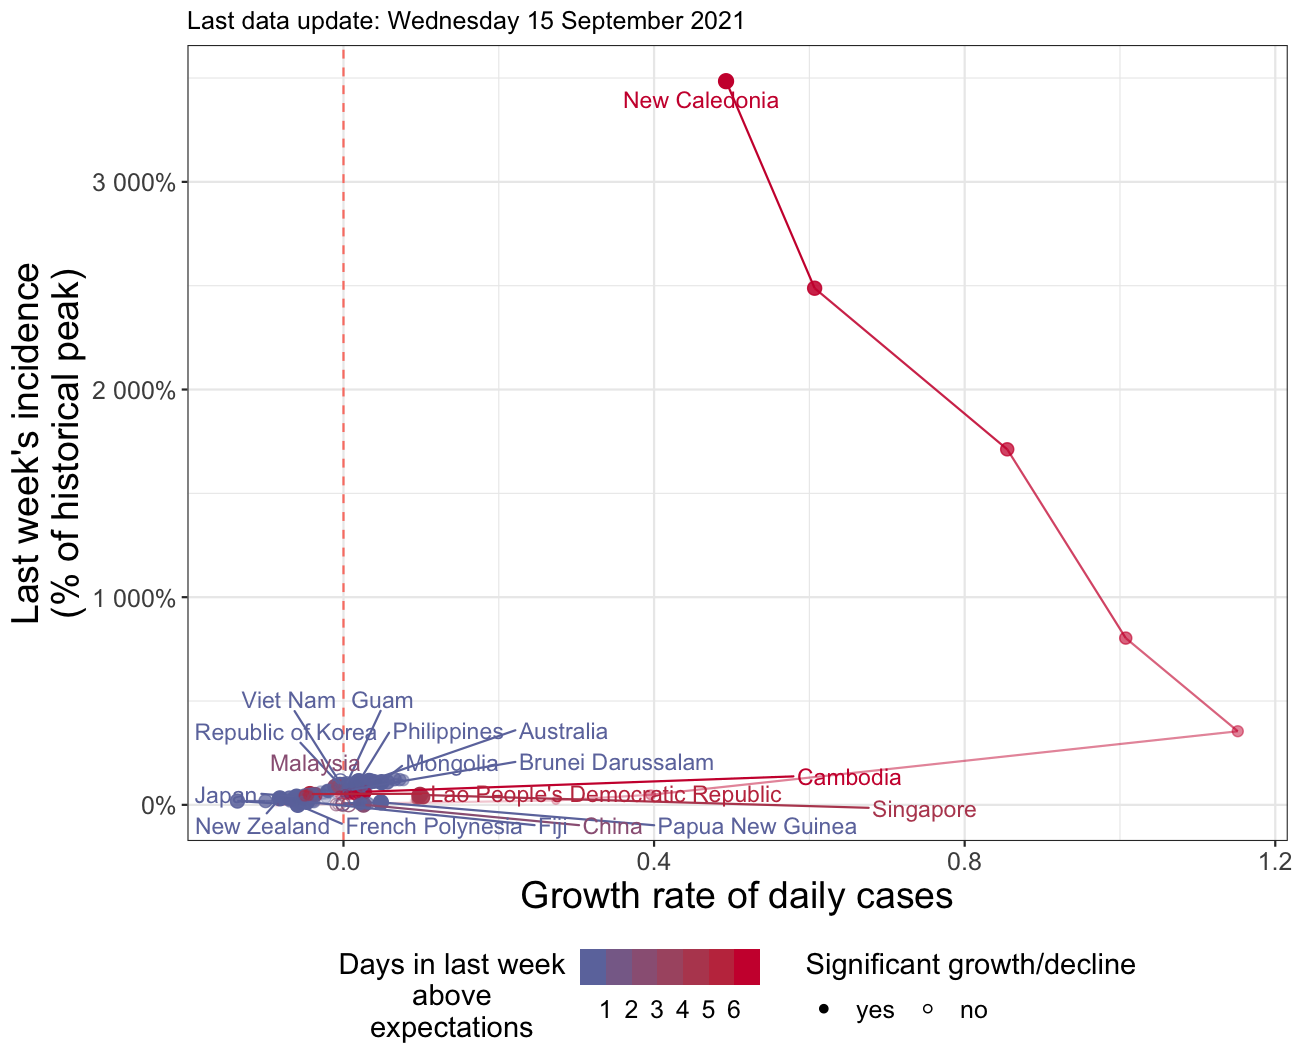 Last data update: Wednesday 15 September 2021
New Caledonia
3 000%
2 000%
1 000%
0%
Last week's incidence
(% of historical peak)
Viet Nam
Guam
Republic of Korea
Philippines
Australia
Malaysia
Mongolia
Brunei Darussalam
Cambodia
Japan
Lao People's Democratic Republic
Singapore
New Zealand
French Polynesia
Fiji
China
Papua New Guinea
0.0
0.4
0.8
1.2
Growth rate of daily cases
Days in last week
above
expectations
1 2 3 4 5 6
Significant growth/decline
yes
no